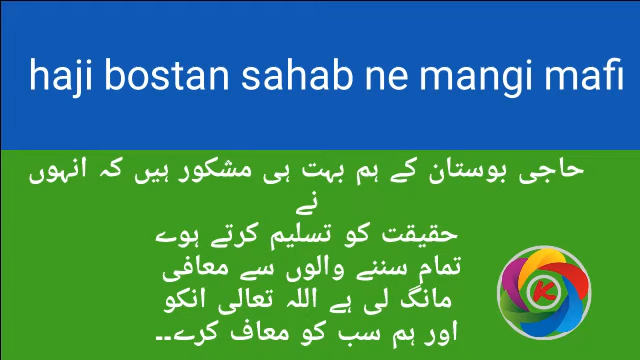 haji bostan sahab ne mangi mafi
حاجی بوستان کے ہم بہت ہی مشکور ہیں کہ انہوں
نے
حقیقت کو تسلیم کرتے ہوے
تمام سننے والوں سے معافی
مانگ لی ہے اللہ تعالی انکو
اور ہم سب کو معاف کرے۔۔
K